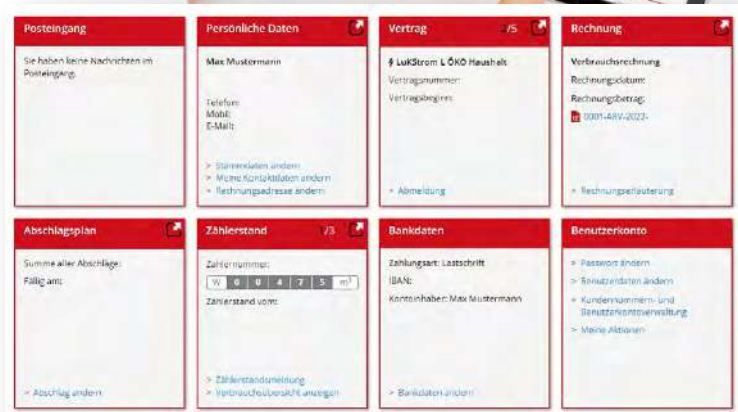 Posteingang
Sie haben keine Nachrichten im
Posteingang.
Persönliche Daten
Max Mustermann
Telefon:
Mobil:
E-Mail:
> Stammdaten ändern
> Meine Kontaktdaten ändern
> Rechnungsadresse ändern
Vertrag /5
LuKStrom L ÖKO Haushalt
Vertragsnummer:
Vertragsbeginn:
> Abmeldung
Rechnung
Verbrauchsrechnung
Rechnungsdatum:
Rechnungsbetrag:
0001-ARV-2022-
> Rechnungserläuterung
Abschlagsplan
Summe aller Abschläge:
Fällig am:
> Abschlag ändern
Zählerstand 1/3
Zählernummer:
W 0 0 4 7 5 m³
Zählerstand vom:
> Zählerstandsmeldung
> Verbrauchsübersicht anzeigen
Bankdaten
Zahlungsart: Lastschrift
IBAN:
Kontoinhaber: Max Mustermann
> Bankdaten ändern
Benutzerkonto
> Passwort ändern
> Benutzerdaten ändern
> Kundennummern- und
Benutzerkontoverwaltung
> Meine Aktionen